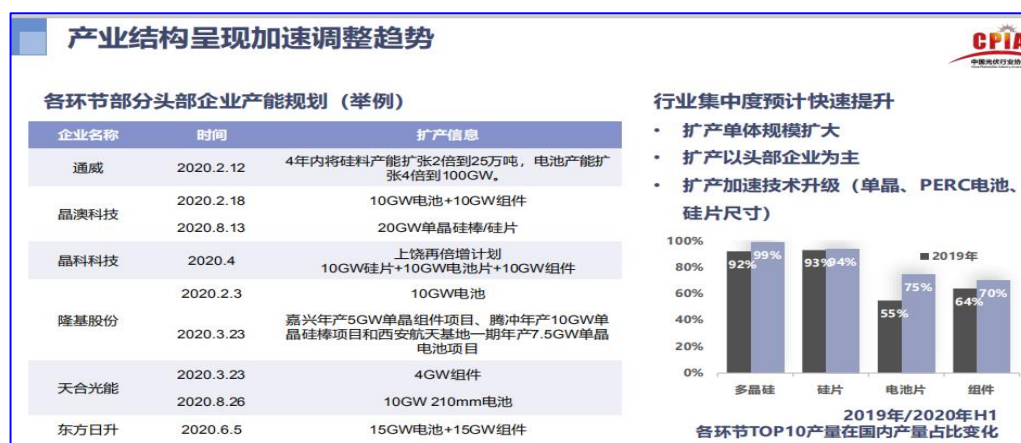 产业结构呈现加速调整趋势
CPIA
中国光伏行业协
各环节部分头部企业产能规划（举例）
企业名称 时间 扩产信息
通威 2020.2.12 4年内将硅料产能扩张2倍到25万吨，电池产能扩
张4倍到100GW。
晶澳科技 2020.2.18 10GW电池+10GW组件
2020.8.13 20GW单晶硅棒/硅片
晶科科技 2020.4 上饶再倍增计划
10GW硅片+10GW电池片+10GW组件
隆基股份 2020.2.3 10GW电池
2020.3.23 嘉兴年产5GW单晶组件项目、腾冲年产10GW单
晶硅棒项目和西安航天基地一期年产7.5GW单晶
电池项目
天合光能 2020.3.23 4GW组件
2020.8.26 10GW 210mm电池
东方日升 2020.6.5 15GW电池+15GW组件
行业集中度预计快速提升
• 扩产单体规模扩大
• 扩产以头部企业为主
• 扩产加速技术升级（单晶、PERC电池、
硅片尺寸）
100%
80%
60%
40%
20%
0%
92% 99% 93% 94% 55% 75% 64% 70%
2019年
多晶硅 硅片 电池片 组件
2019年/2020年H1
各环节TOP10产量在国内产量占比变化